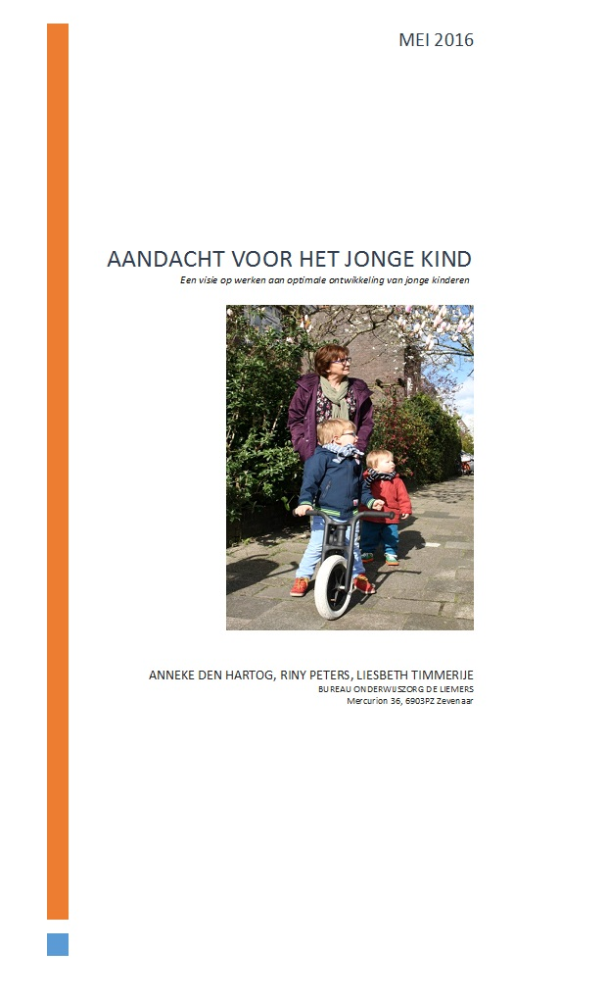 MEI 2016
AANDACHT VOOR HET JONGE KIND
Een visie op werken aan optimale ontwikkeling van jonge kinderen
ANNEKE DEN HARTOG, RINY PETERS, LIESBETH TIMMERIJE
BUREAU ONDERWIJSZORG DE LIEMERS
Mercurion 36, 6903PZ Zevenaar